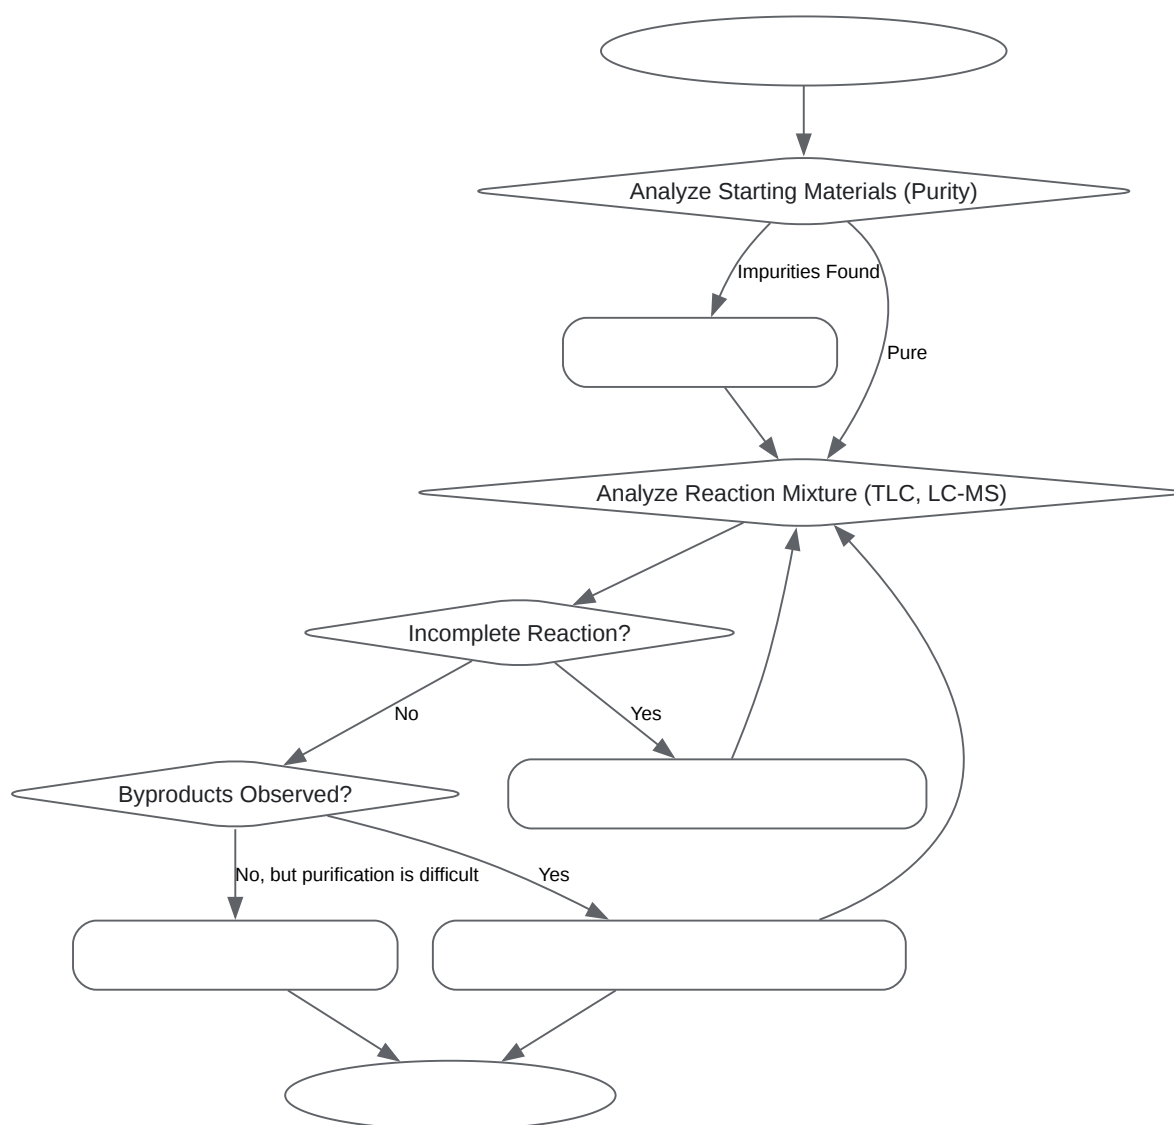 Analyze Starting Materials (Purity)
Impurities Found
Pure
Analyze Reaction Mixture (TLC, LC-MS)
Incomplete Reaction?
No
Yes
Byproducts Observed?
No, but purification is difficult
Yes